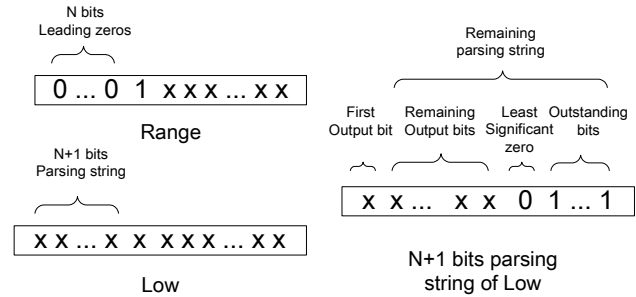 N bits
Leading zeros
0 ... 0 1 x x x ... x x
Range
N+1 bits
Parsing string
x x ... x x x x x ... x x
Low
Remaining
parsing string
First
Output bit
Remaining
Output bits
Least
Significant
zero
Outstanding
bits
x x ... x x 0 1 ... 1
N+1 bits parsing
string of Low